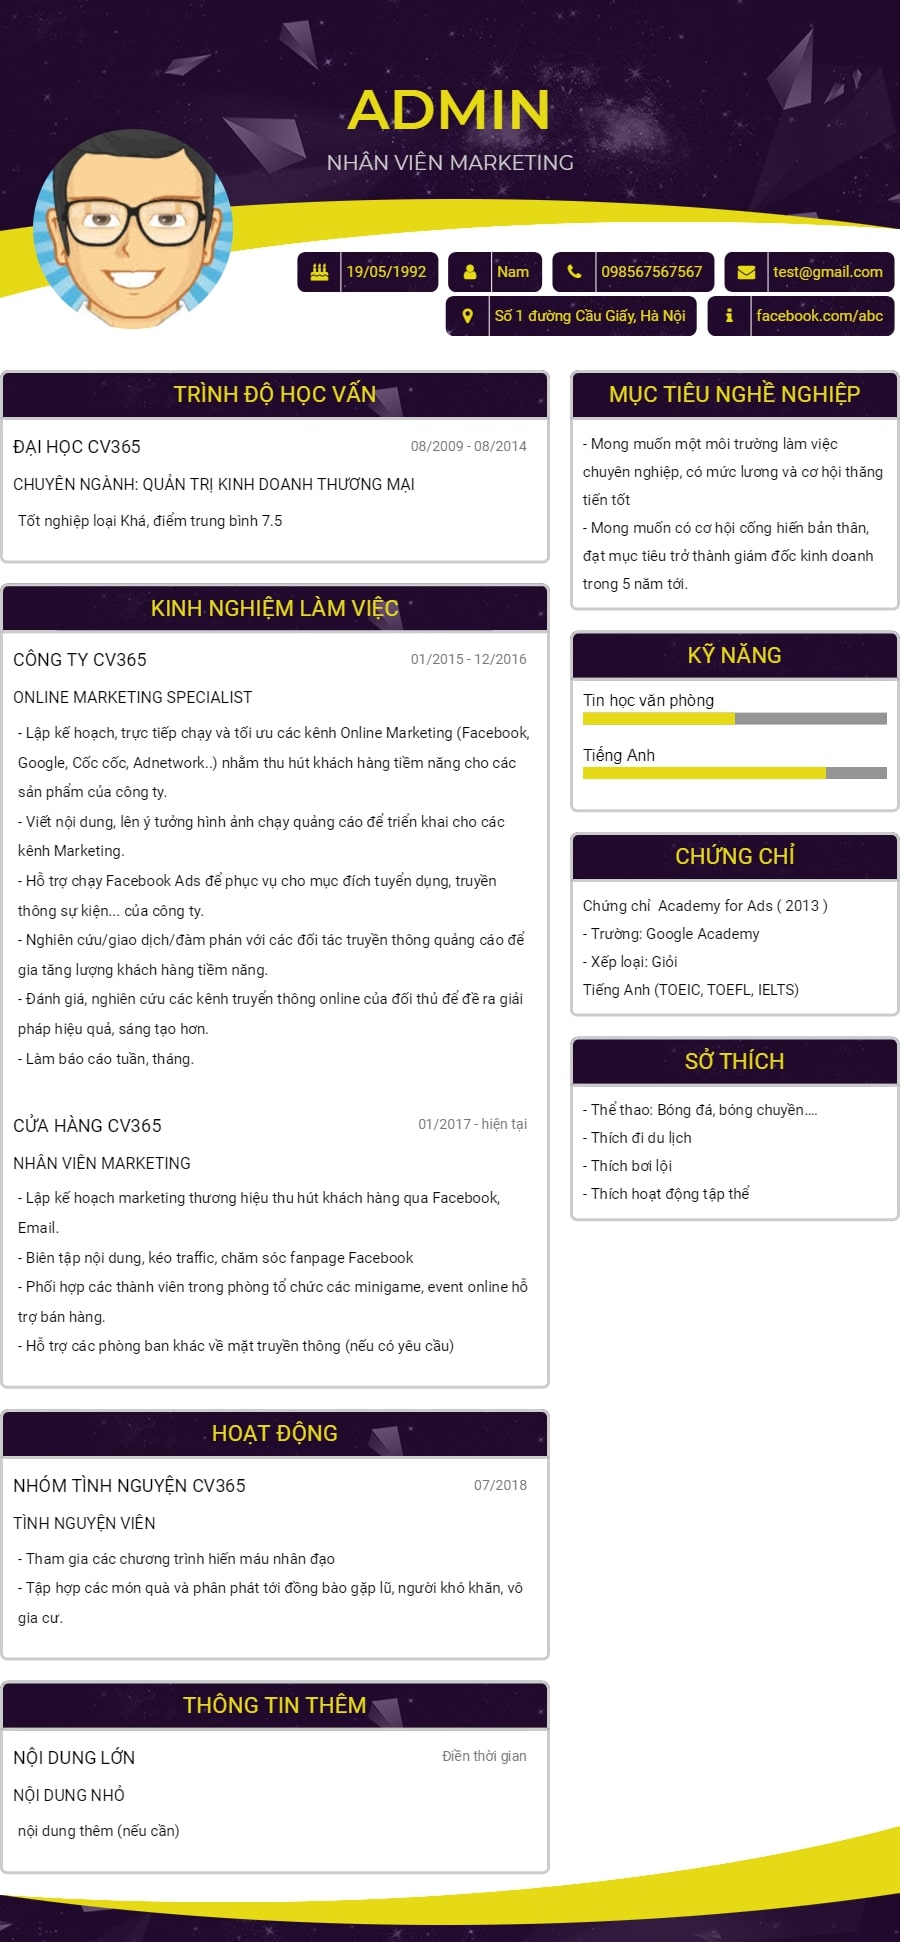 ADMIN
NHÂN VIÊN MARKETING
19/05/1992
Nam
098567567567
test@gmail.com
Số 1 đường Cầu Giấy, Hà Nội
facebook.com/abc
TRÌNH ĐỘ HỌC VẤN
ĐẠI HỌC CV365
08/2009 - 08/2014
CHUYÊN NGÀNH: QUẢN TRỊ KINH DOANH THƯƠNG MẠI
Tốt nghiệp loại Khá, điểm trung bình 7.5
KINH NGHIỆM LÀM VIỆC
CÔNG TY CV365
01/2015 - 12/2016
ONLINE MARKETING SPECIALIST
- Lập kế hoạch, trực tiếp chạy và tối ưu các kênh Online Marketing (Facebook,
Google, Cốc cốc, Adnetwork..) nhằm thu hút khách hàng tiềm năng cho các
sản phẩm của công ty.
- Viết nội dung, lên ý tưởng hình ảnh chạy quảng cáo để triển khai cho các
kênh Marketing.
- Hỗ trợ chạy Facebook Ads để phục vụ cho mục đích tuyển dụng, truyền
thông sự kiện... của công ty.
- Nghiên cứu/giao dịch/đàm phán với các đối tác truyền thông quảng cáo để
gia tăng lượng khách hàng tiềm năng.
- Đánh giá, nghiên cứu các kênh truyển thông online của đối thủ để đề ra giải
pháp hiệu quả, sáng tạo hơn.
- Làm báo cáo tuần, tháng.
CỬA HÀNG CV365
01/2017 - hiện tại
NHÂN VIÊN MARKETING
- Lập kế hoạch marketing thương hiệu thu hút khách hàng qua Facebook,
Email.
- Biên tập nội dung, kéo traffic, chăm sóc fanpage Facebook
- Phối hợp các thành viên trong phòng tổ chức các minigame, event online hỗ
trợ bán hàng.
- Hỗ trợ các phòng ban khác về mặt truyền thông (nếu có yêu cầu)
HOẠT ĐỘNG
NHÓM TÌNH NGUYỆN CV365
07/2018
TÌNH NGUYỆN VIÊN
- Tham gia các chương trình hiến máu nhân đạo
- Tập hợp các món quà và phân phát tới đồng bào gặp lũ, người khó khăn, vô
gia cư.
THÔNG TIN THÊM
NỘI DUNG LỚN
Điền thời gian
NỘI DUNG NHỎ
nội dung thêm (nếu cần)
MỤC TIÊU NGHỀ NGHIỆP
- Mong muốn một môi trường làm việc
chuyên nghiệp, có mức lương và cơ hội thăng
tiến tốt
- Mong muốn có cơ hội cống hiến bản thân,
đạt mục tiêu trở thành giám đốc kinh doanh
trong 5 năm tới.
KỸ NĂNG
Tin học văn phòng
Tiếng Anh
CHỨNG CHỈ
Chứng chỉ  Academy for Ads ( 2013 )
- Trường: Google Academy
- Xếp loại: Giỏi
Tiếng Anh (TOEIC, TOEFL, IELTS)
SỞ THÍCH
- Thể thao: Bóng đá, bóng chuyền....
- Thích đi du lịch
- Thích bơi lội
- Thích hoạt động tập thể